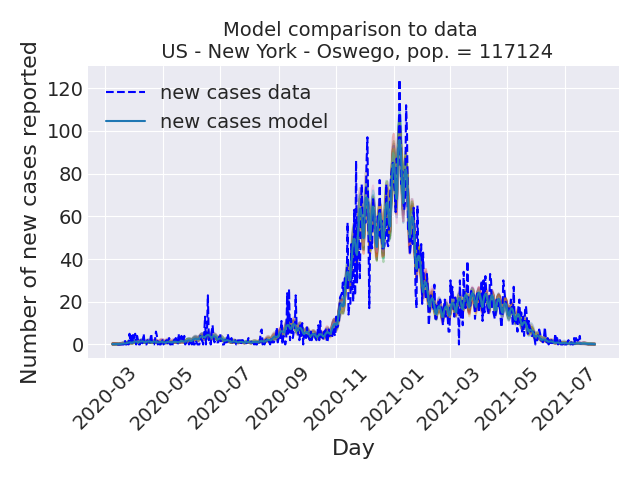 Model comparison to data
US - New York - Oswego, pop. = 117124
Number of new cases reported
120
100
80
60
40
20
0
new cases data
new cases model
2020-03
2020-05
2020-07
2020-09
2020-11
2021-01
2021-03
2021-05
2021-07
Day